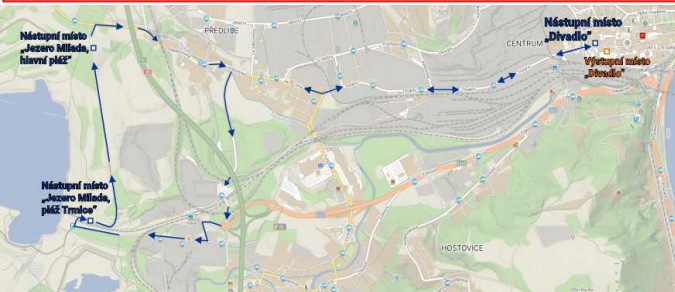 Nástupní místo
„Jezero Milada,
hlavní pláž"
PŘEDLICE
Nástupní místo
„Divadlo"
CENTRUM
Výstupní místo
„Divadlo"
Nástupní místo
„Jezero Milada,
pláž Trmice"
HOSTOVICE